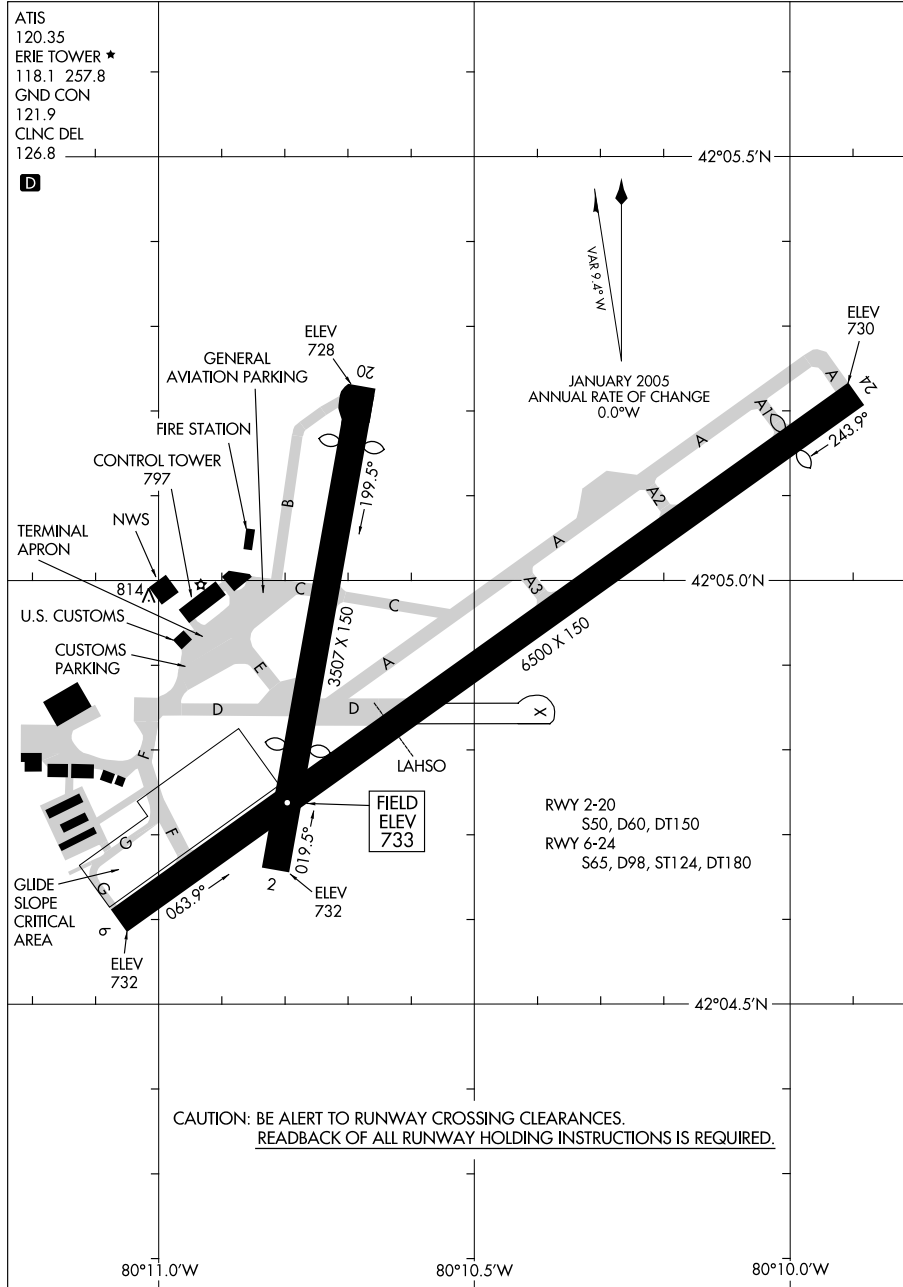 ATIS
120.35
ERIE TOWER ★
118.1 257.8
GND CON
121.9
CLNC DEL
126.8
D
42°05.5'N
VAR 9.4° W
JANUARY 2005
ANNUAL RATE OF CHANGE
0.0°W
ELEV
730
ELEV
728
20
GENERAL
AVIATION PARKING
FIRE STATION
CONTROL TOWER
797
NWS
TERMINAL
APRON
814
U.S. CUSTOMS
CUSTOMS
PARKING
24
243.9°
A
A1
A
A2
A
A3
199.5°
B
C
C
42°05.0'N
3507 X 150
6500 X 150
E
A
D
D
X
LAHSO
F
F
G
G
FIELD
ELEV
733
RWY 2-20
S50, D60, DT150
RWY 6-24
S65, D98, ST124, DT180
019.5°
063.9°
2
ELEV
732
GLIDE
SLOPE
CRITICAL
AREA
6
ELEV
732
42°04.5'N
CAUTION: BE ALERT TO RUNWAY CROSSING CLEARANCES.
READBACK OF ALL RUNWAY HOLDING INSTRUCTIONS IS REQUIRED.
80°11.0'W
80°10.5'W
80°10.0'W